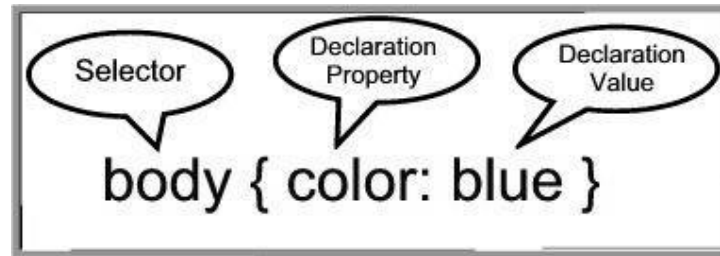 Selector
Declaration
Property
Declaration
Value
body { color: blue }